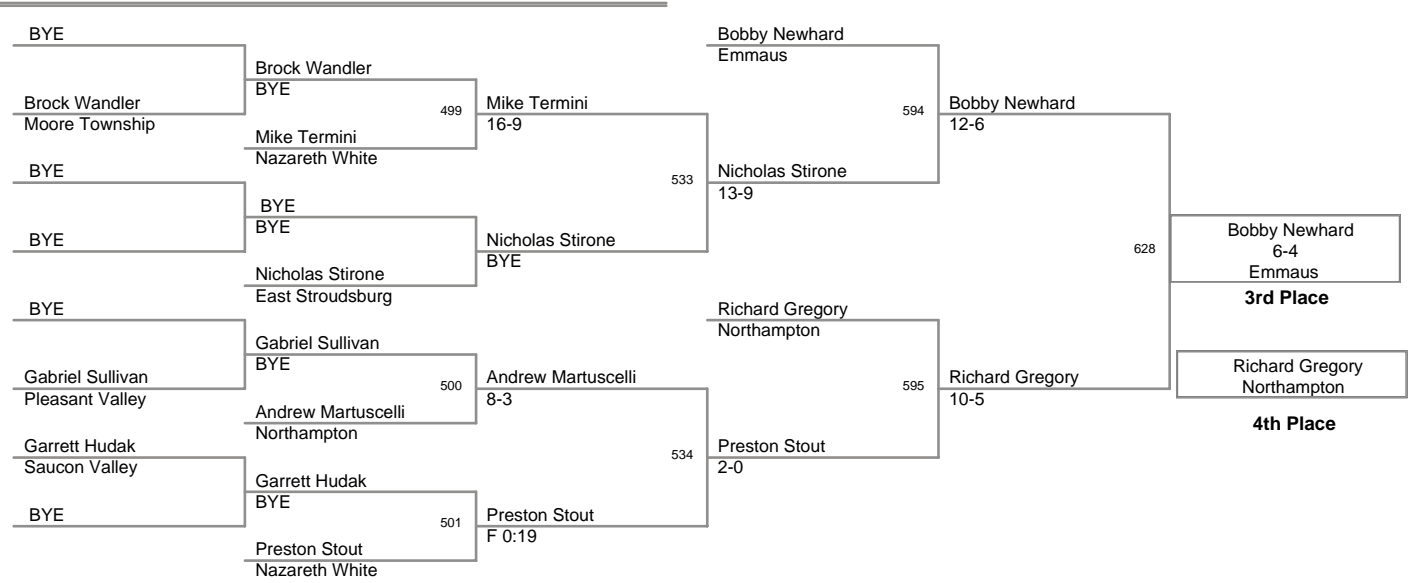 BYE
Brock Wandler
Moore Township
BYE
BYE
BYE
Gabriel Sullivan
Pleasant Valley
Garrett Hudak
Saucon Valley
BYE
Brock Wandler
BYE
499
Mike Termini
Nazareth White
BYE
BYE
Nicholas Stirone
East Stroudsburg
Gabriel Sullivan
BYE
500
Andrew Martuscelli
Northampton
Garrett Hudak
BYE
501
Preston Stout
Nazareth White
Mike Termini
16-9
533
Nicholas Stirone
BYE
Andrew Martuscelli
8-3
534
Preston Stout
F 0:19
Bobby Newhard
Emmaus
594
Nicholas Stirone
13-9
Richard Gregory
Northampton
595
Preston Stout
2-0
Bobby Newhard
12-6
628
Richard Gregory
10-5
Bobby Newhard
6-4
Emmaus
3rd Place
Richard Gregory
Northampton
4th Place